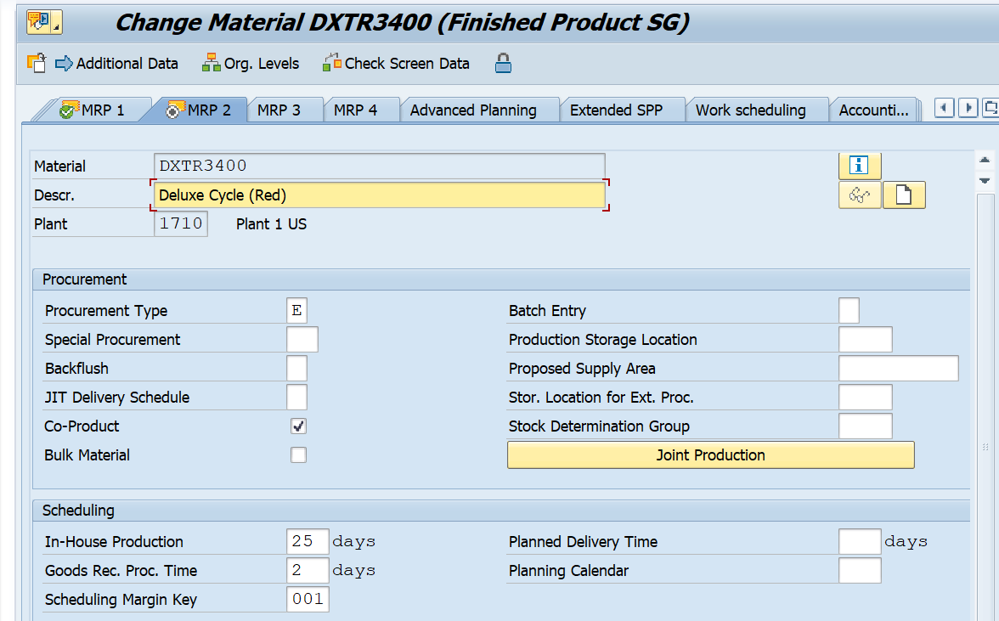 Change Material DXTR3400 (Finished Product SG)
Additional Data Org. Levels Check Screen Data
MRP 1 MRP 2 MRP 3 MRP 4 Advanced Planning Extended SPP Work scheduling Accounti...
Material DXTR3400
Descr. Deluxe Cycle (Red)
Plant 1710 Plant 1 US
Procurement
Procurement Type E Batch Entry
Special Procurement Production Storage Location
Backflush Proposed Supply Area
JIT Delivery Schedule Stor. Location for Ext. Proc.
Co-Product Stock Determination Group
Bulk Material Joint Production
Scheduling
In-House Production 25 days Planned Delivery Time days
Goods Rec. Proc. Time 2 days Planning Calendar
Scheduling Margin Key 001